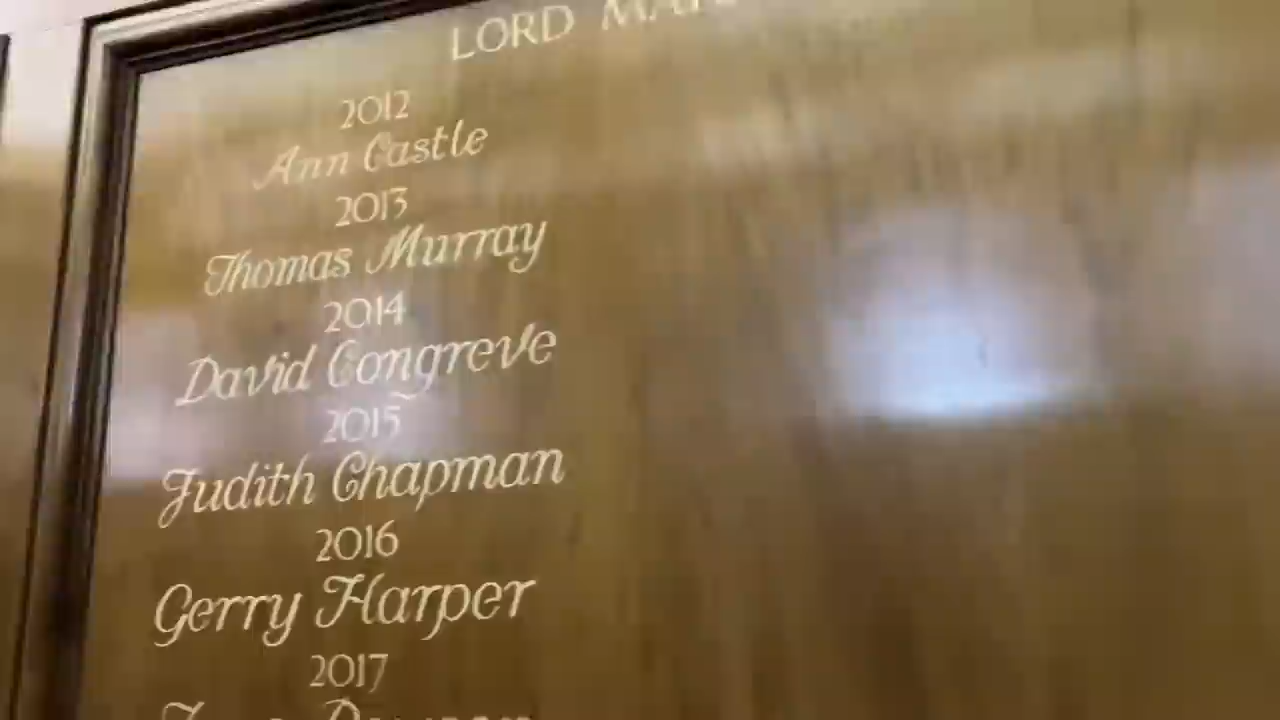 LORD
2012
Ann Castle
2013
Thomas Murray
2014
David Congreve
2015
Judith Chapman
2016
Gerry Harper
2017